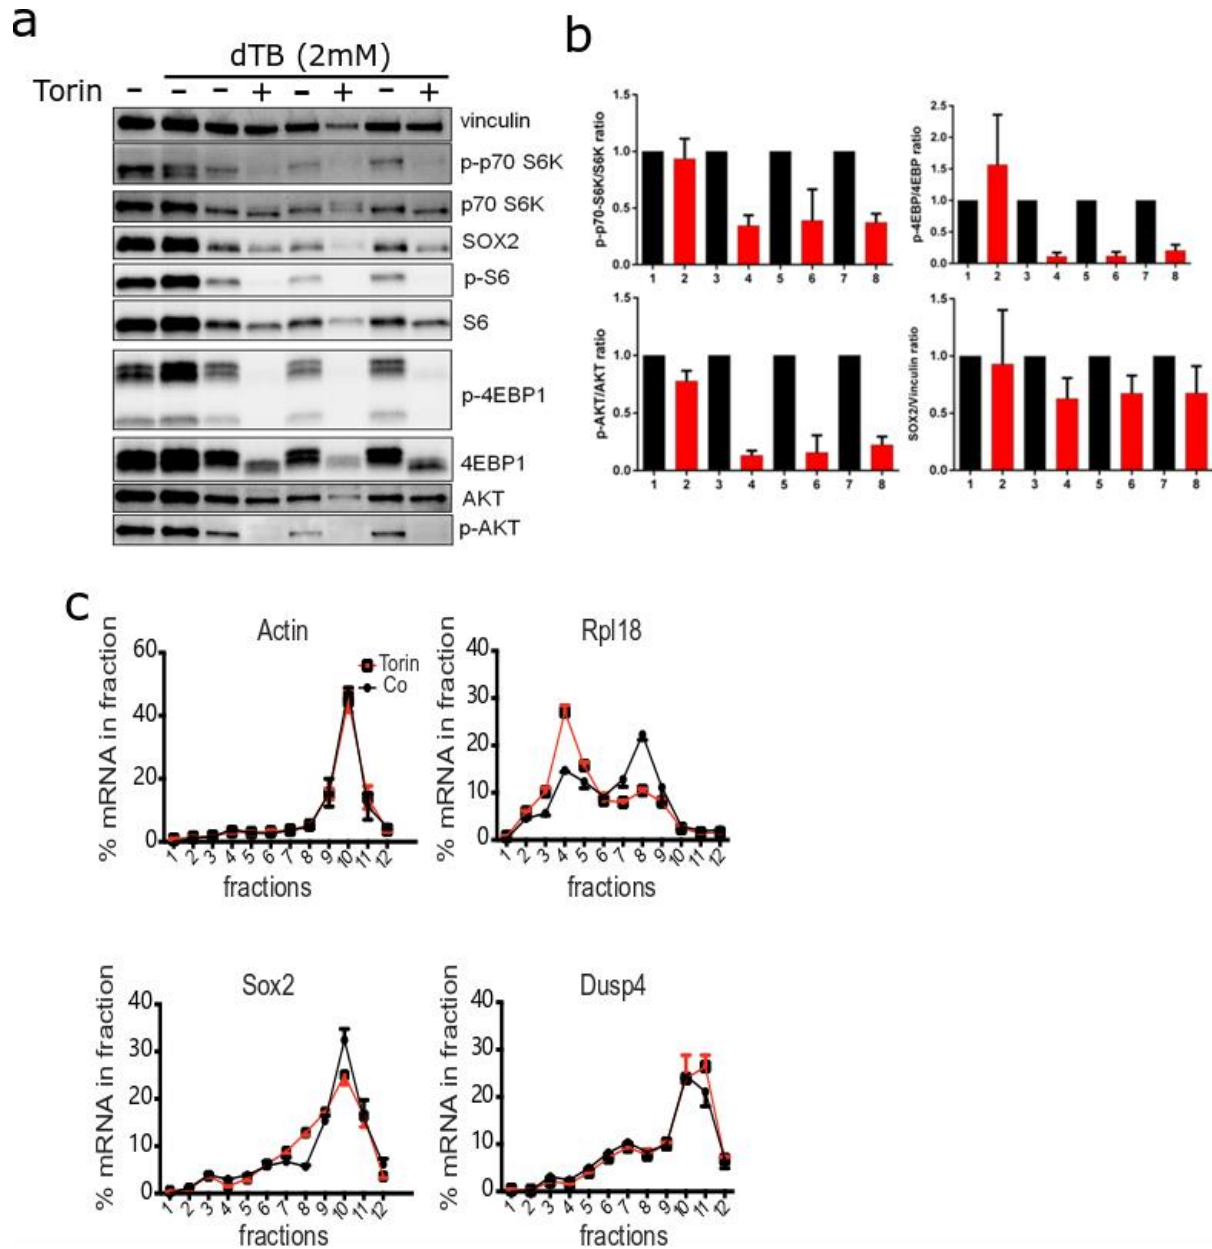 a
dTB (2mM)
Torin - - - + - + - +
vinculin
p-p70 S6K
p70 S6K
SOX2
p-S6
S6
p-4EBP1
4EBP1
AKT
p-AKT
b
p-p70-S6K/S6K ratio
1.5
1.0
0.5
0.0
1 2 3 4 5 6 7 8
p-4EBP/4EBP ratio
2.5
2.0
1.5
1.0
0.5
0.0
1 2 3 4 5 6 7 8
p-AKT/AKT ratio
1.5
1.0
0.5
0.0
1 2 3 4 5 6 7 8
SOX2/Vinculin ratio
1.5
1.0
0.5
0.0
1 2 3 4 5 6 7 8
c
Actin
% mRNA in fraction
60
40
20
0
Torin
Co
1 2 3 4 5 6 7 8 9 10 11 12
fractions
Rpl18
% mRNA in fraction
40
30
20
10
0
1 2 3 4 5 6 7 8 9 10 11 12
fractions
Sox2
% mRNA in fraction
40
30
20
10
0
1 2 3 4 5 6 7 8 9 10 11 12
fractions
Dusp4
% mRNA in fraction
40
30
20
10
0
1 2 3 4 5 6 7 8 9 10 11 12
fractions